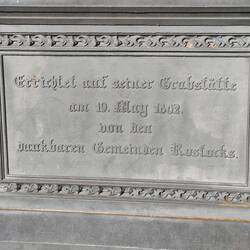 Errichtet auf seiner Grabstätte
am 19. May 1862.
von den
dankbaren Gemeinden Rostocks.